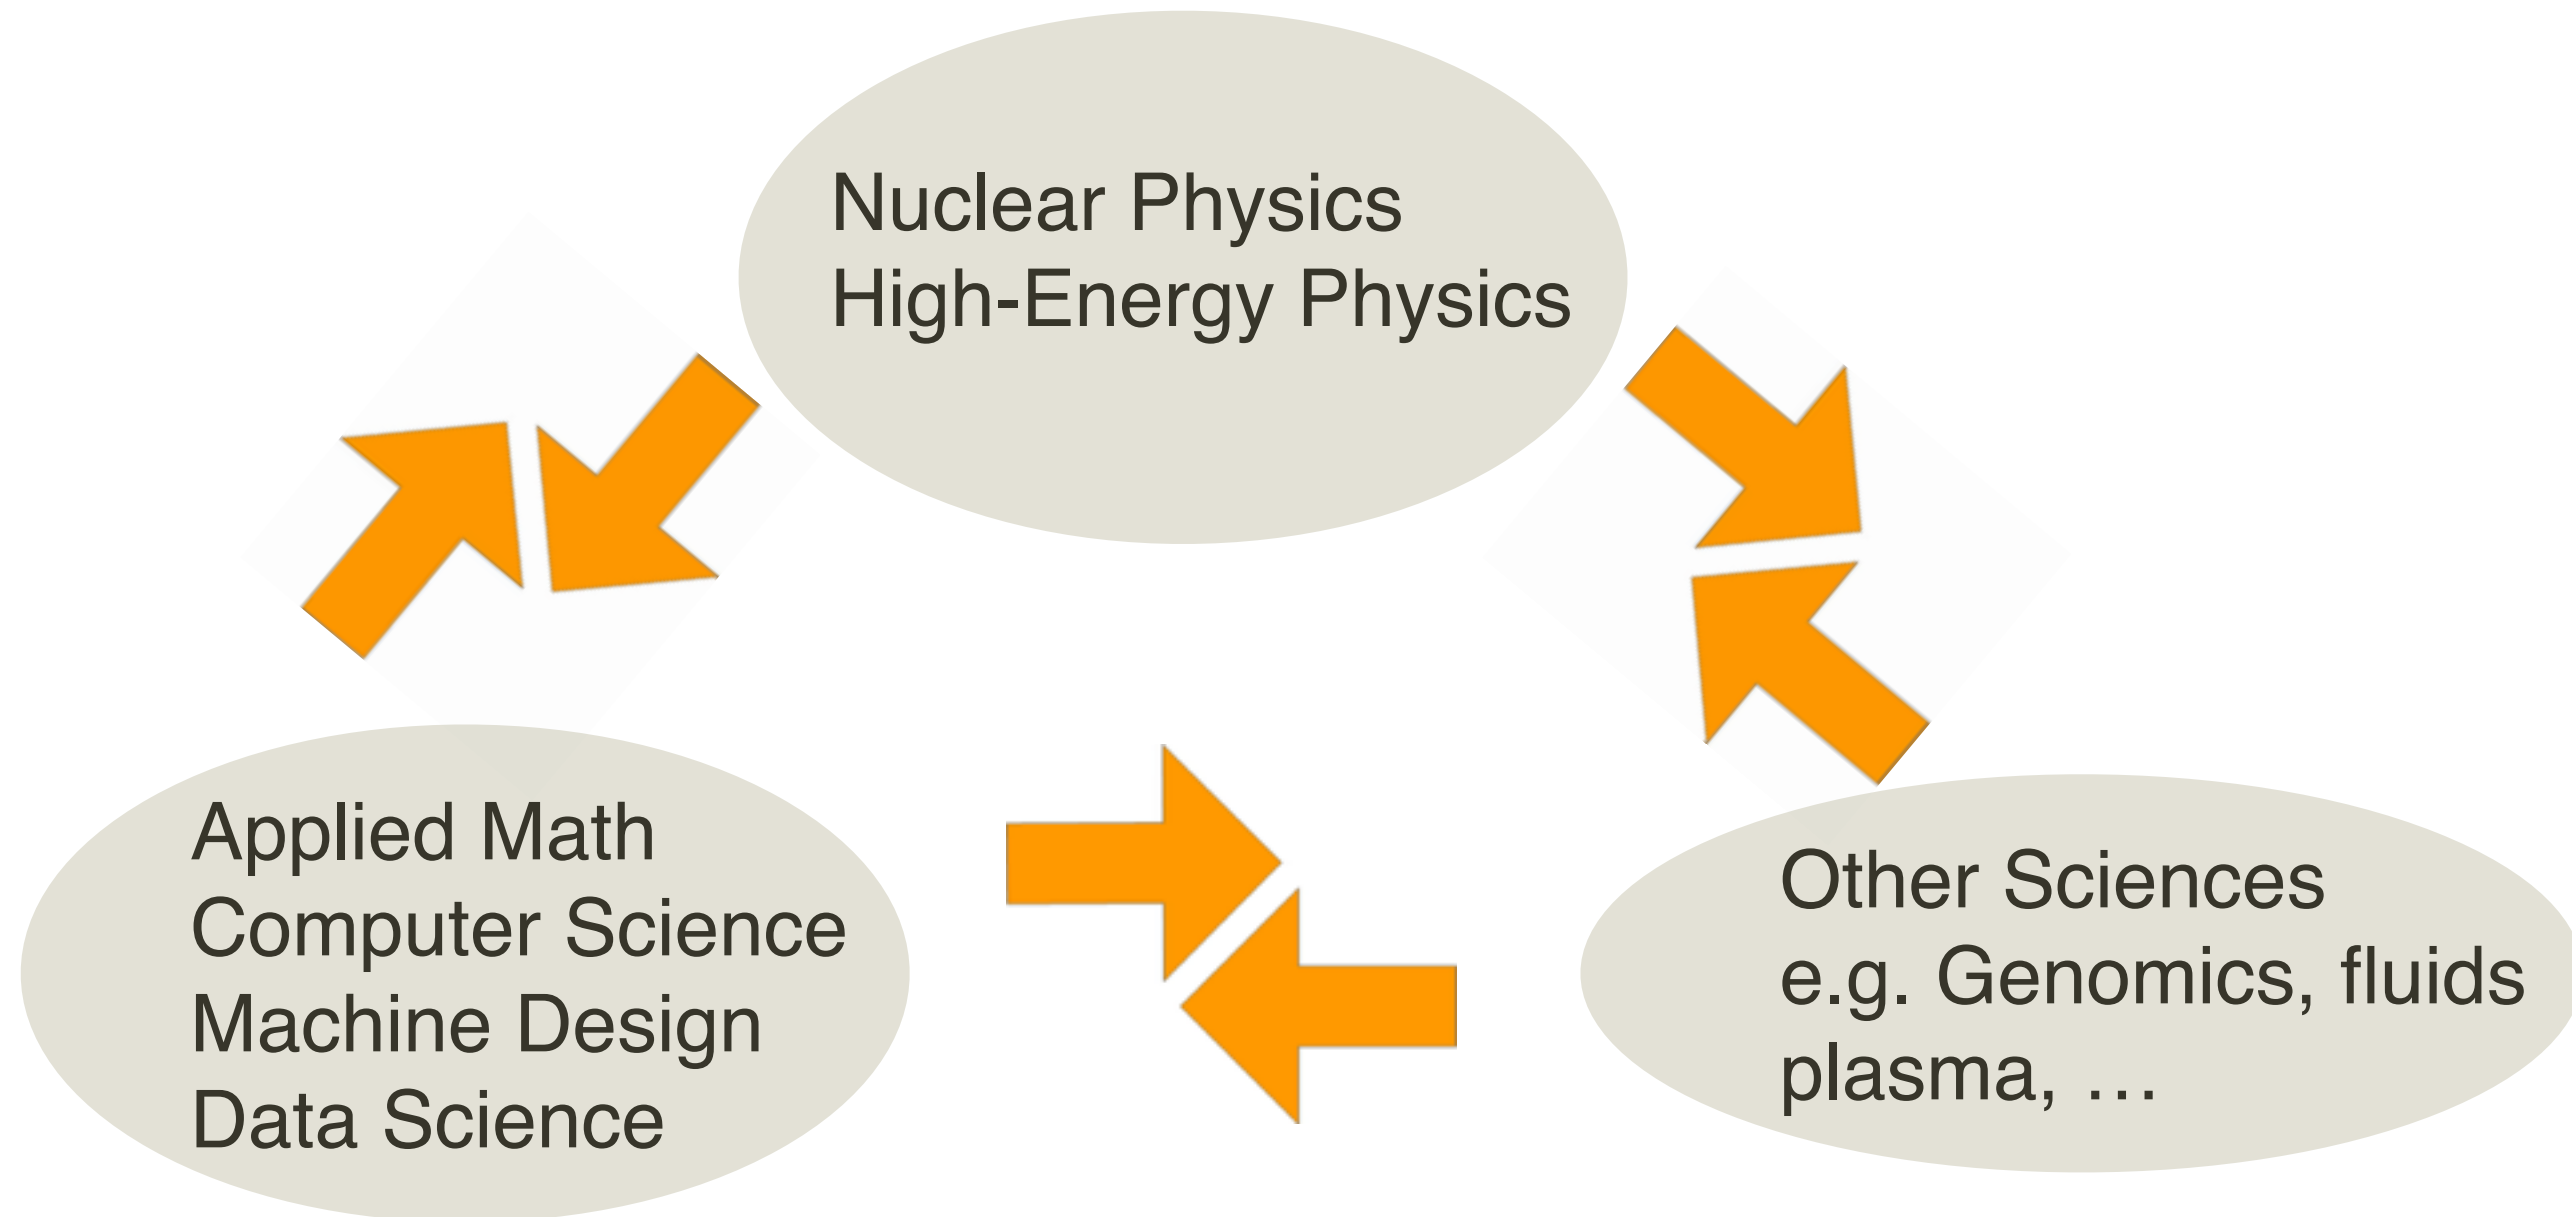 Nuclear Physics
High-Energy Physics
Applied Math
Computer Science
Machine Design
Data Science
Other Sciences
e.g. Genomics, fluids
plasma, …